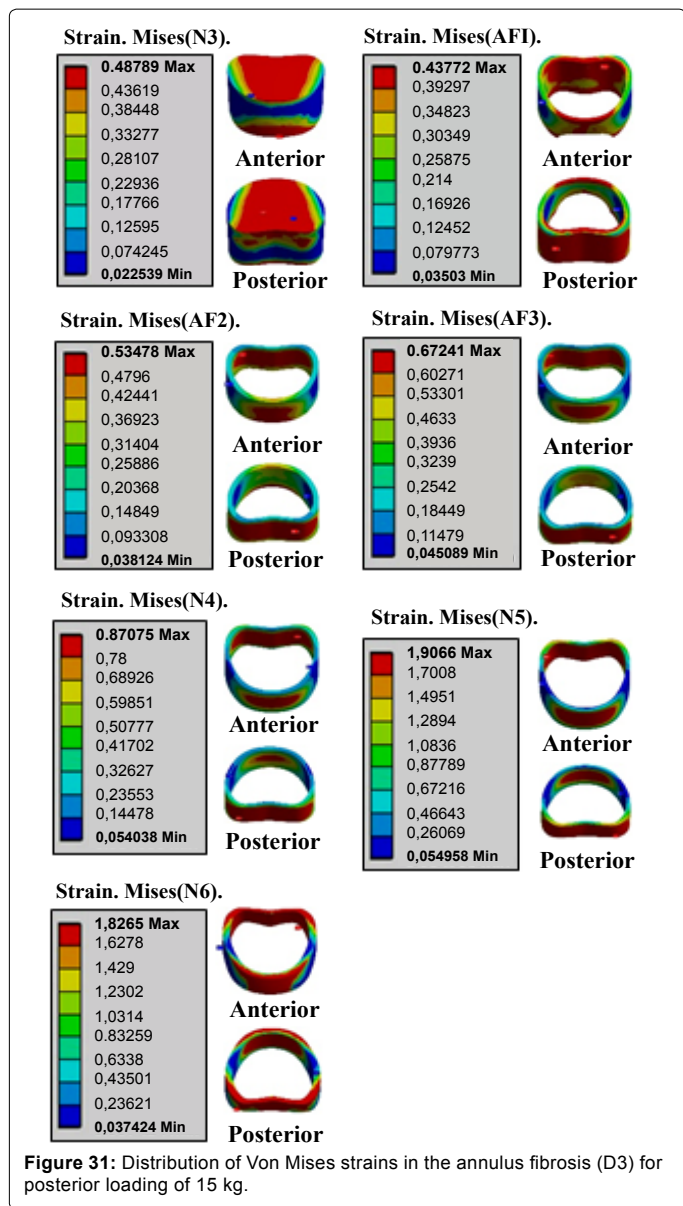 Strain. Mises(N3).
0.48789 Max
0,43619
0,38448
0,33277
0,28107
0,22936
0,17766
0,12595
0,074245
0,022539 Min
Anterior
Posterior
Strain. Mises(AFI).
0.43772 Max
0,39297
0,34823
0,30349
0,25875
0,214
0,16926
0,12452
0,079773
0,03503 Min
Anterior
Posterior
Strain. Mises(AF2).
0.53478 Max
0,4796
0,42441
0,36923
0,31404
0,25886
0,20368
0,14849
0,093308
0,038124 Min
Anterior
Posterior
Strain. Mises(AF3).
0.67241 Max
0,60271
0,53301
0,4633
0,3936
0,3239
0,2542
0,18449
0,11479
0,045089 Min
Anterior
Posterior
Strain. Mises(N4).
0.87075 Max
0,78
0,68926
0,59851
0,50777
0,41702
0,32627
0,23553
0,14478
0,054038 Min
Anterior
Posterior
Strain. Mises(N5).
1,9066 Max
1,7008
1,4951
1,2894
1,0836
0,87789
0,67216
0,46643
0,26069
0,054958 Min
Anterior
Posterior
Strain. Mises(N6).
1,8265 Max
1,6278
1,429
1,2302
1,0314
0.83259
0,6338
0,43501
0,23621
0,037424 Min
Anterior
Posterior
Figure 31: Distribution of Von Mises strains in the annulus fibrosis (D3) for
posterior loading of 15 kg.